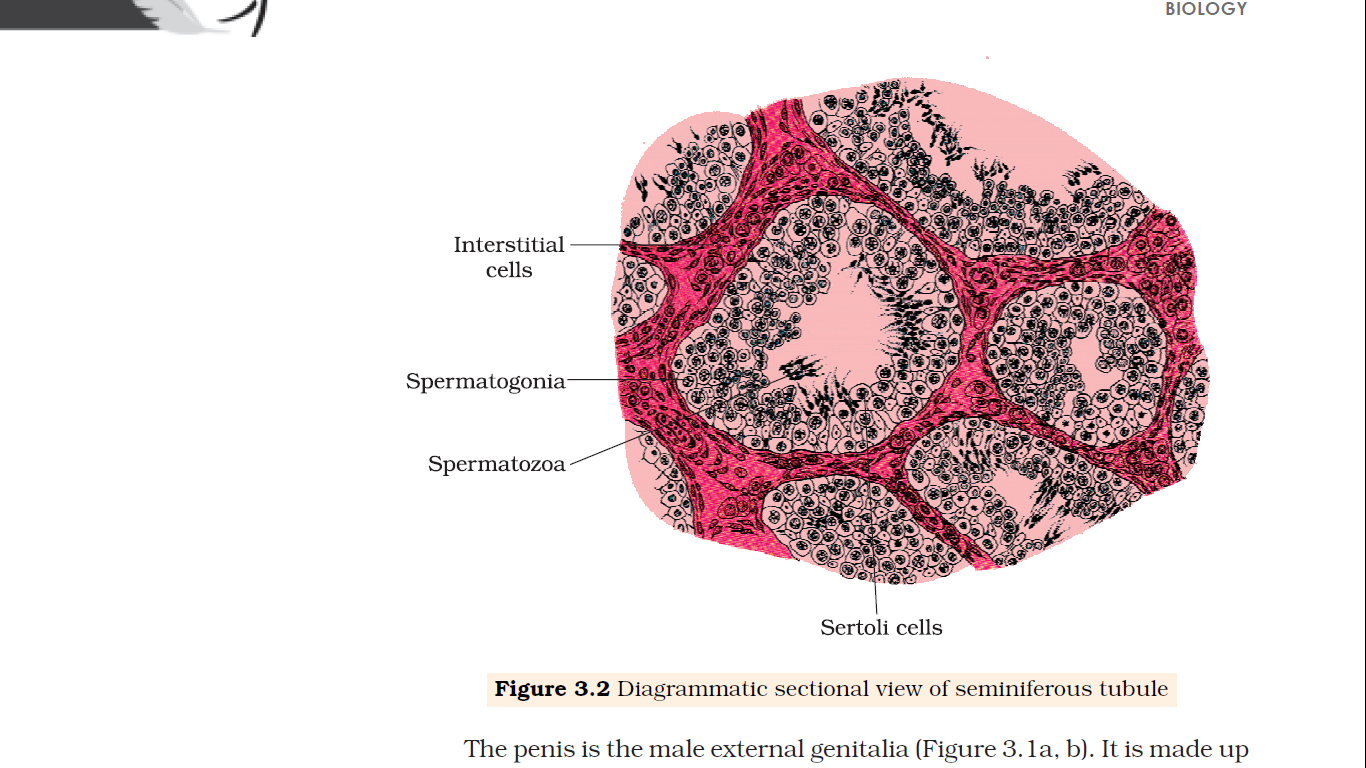 BIOLOGY
Interstitial
cells
Spermatogonia
Spermatozoa
Sertoli cells
Figure 3.2 Diagrammatic sectional view of seminiferous tubule
The penis is the male external genitalia (Figure 3.1a, b). It is made up